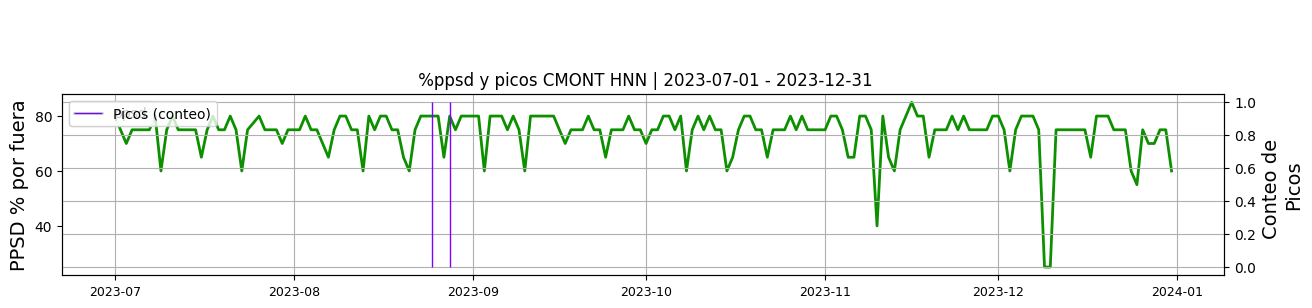 %ppsd y picos CMONT HNN | 2023-07-01 - 2023-12-31
PPSD % por fuera
80
60
40
Picos (conteo)
1.0
0.8
0.6
0.4
0.2
0.0
Conteo de
Picos
2023-07 2023-08 2023-09 2023-10 2023-11 2023-12 2024-01